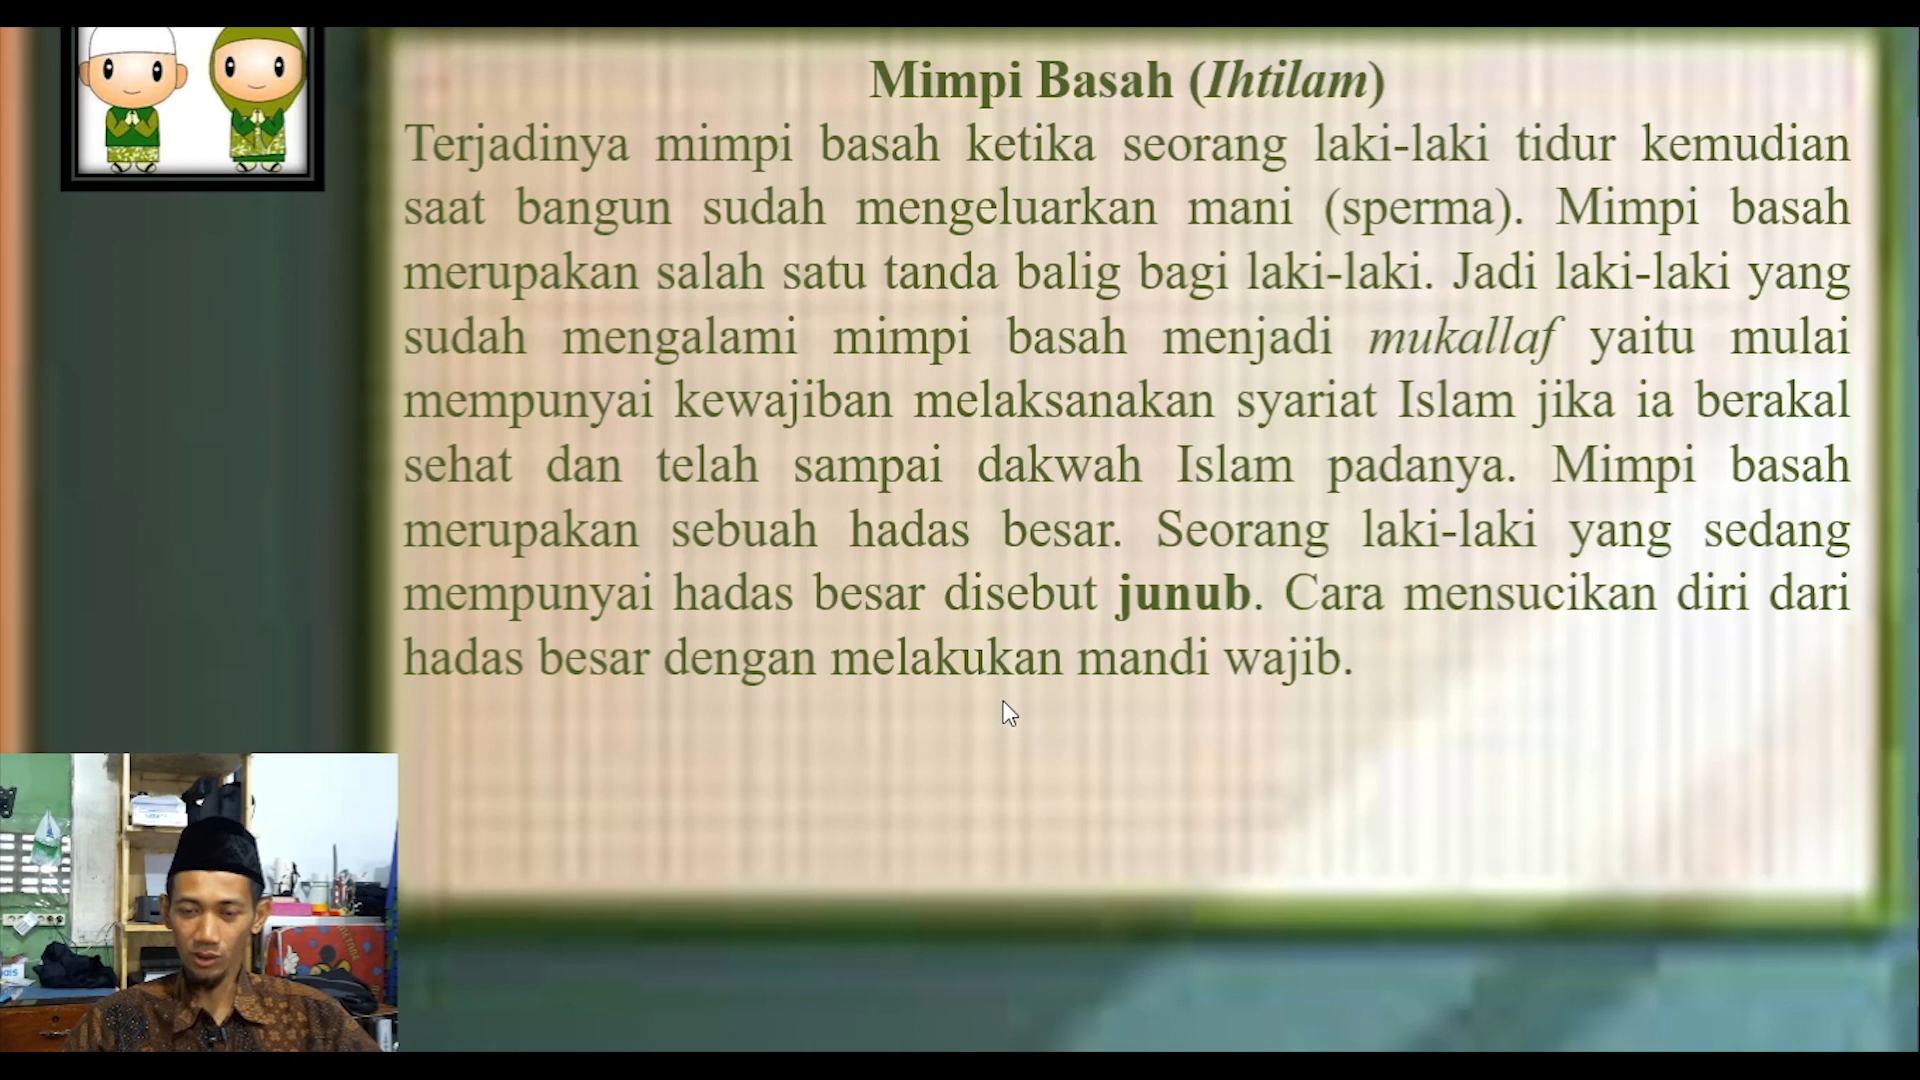 Mimpi Basah (Ihtilam)
Terjadinya mimpi basah ketika seorang laki-laki tidur kemudian
saat bangun sudah mengeluarkan mani (sperma). Mimpi basah
merupakan salah satu tanda balig bagi laki-laki. Jadi laki-laki yang
sudah mengalami mimpi basah menjadi mukallaf yaitu mulai
mempunyai kewajiban melaksanakan syariat Islam jika ia berakal
sehat dan telah sampai dakwah Islam padanya. Mimpi basah
merupakan sebuah hadas besar. Seorang laki-laki yang sedang
mempunyai hadas besar disebut junub. Cara mensucikan diri dari
hadas besar dengan melakukan mandi wajib.